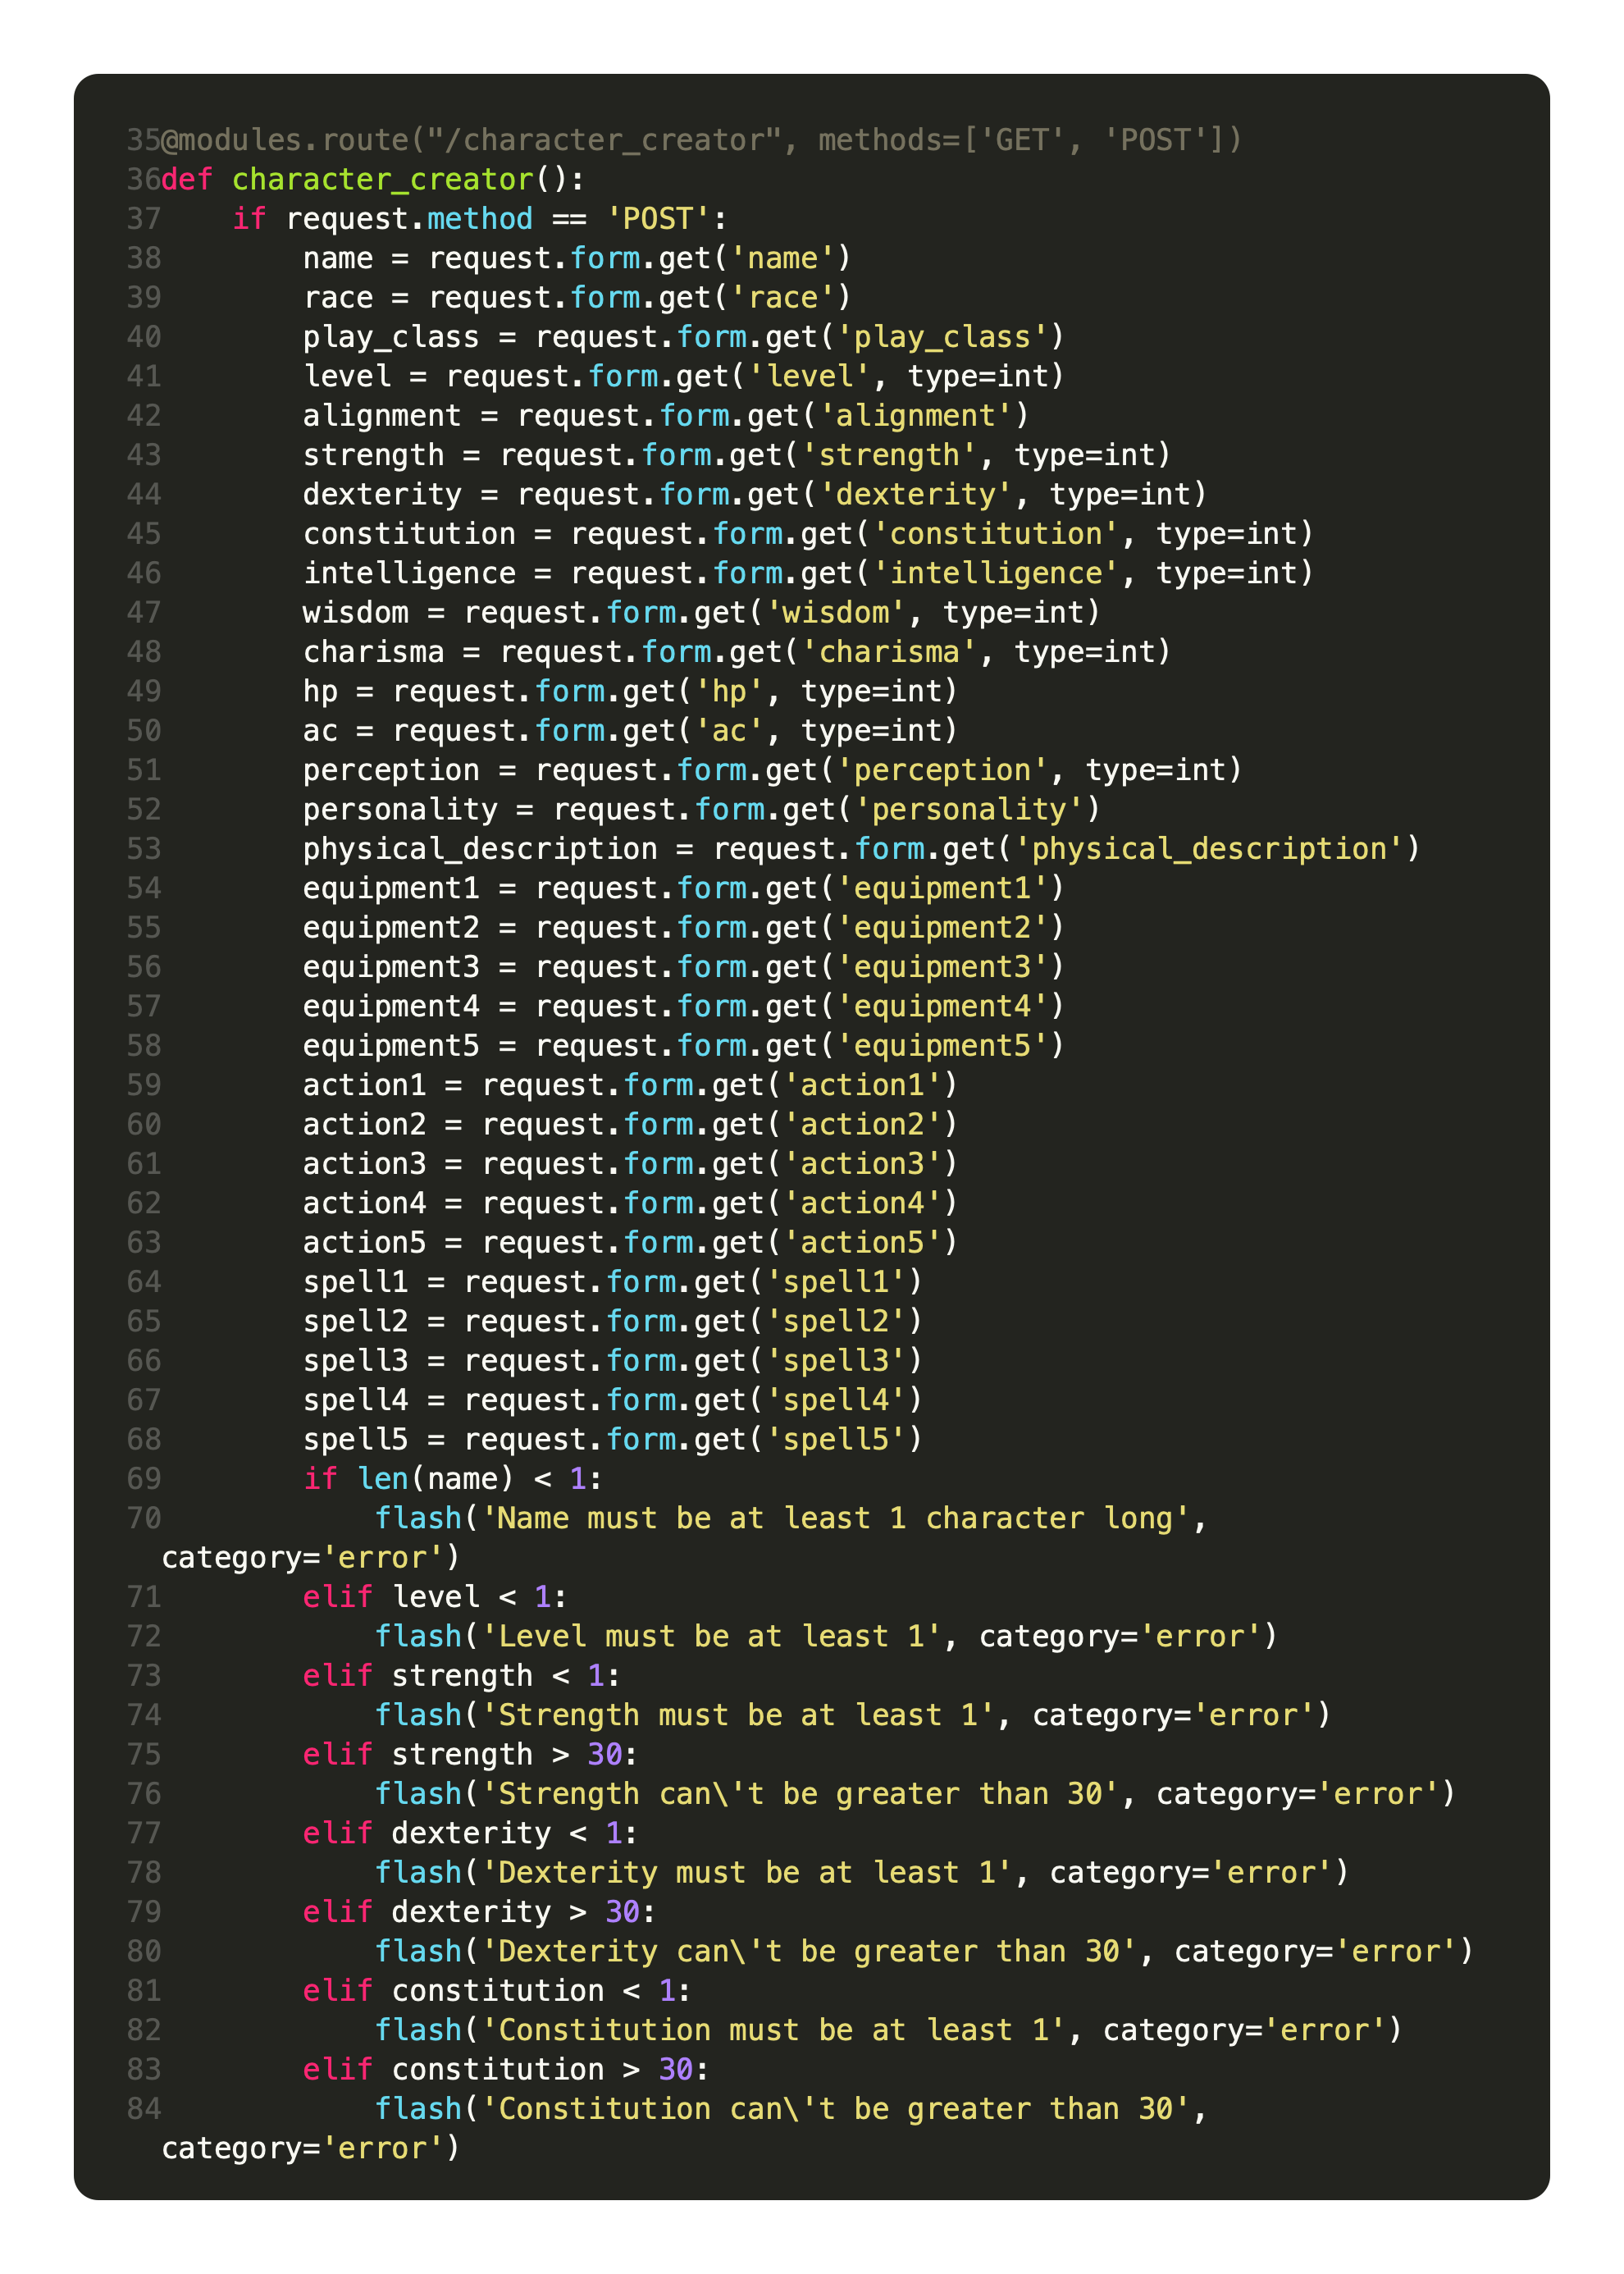 35@modules.route("/character_creator", methods=['GET', 'POST'])
36def character_creator():
37    if request.method == 'POST':
38        name = request.form.get('name')
39        race = request.form.get('race')
40        play_class = request.form.get('play_class')
41        level = request.form.get('level', type=int)
42        alignment = request.form.get('alignment')
43        strength = request.form.get('strength', type=int)
44        dexterity = request.form.get('dexterity', type=int)
45        constitution = request.form.get('constitution', type=int)
46        intelligence = request.form.get('intelligence', type=int)
47        wisdom = request.form.get('wisdom', type=int)
48        charisma = request.form.get('charisma', type=int)
49        hp = request.form.get('hp', type=int)
50        ac = request.form.get('ac', type=int)
51        perception = request.form.get('perception', type=int)
52        personality = request.form.get('personality')
53        physical_description = request.form.get('physical_description')
54        equipment1 = request.form.get('equipment1')
55        equipment2 = request.form.get('equipment2')
56        equipment3 = request.form.get('equipment3')
57        equipment4 = request.form.get('equipment4')
58        equipment5 = request.form.get('equipment5')
59        action1 = request.form.get('action1')
60        action2 = request.form.get('action2')
61        action3 = request.form.get('action3')
62        action4 = request.form.get('action4')
63        action5 = request.form.get('action5')
64        spell1 = request.form.get('spell1')
65        spell2 = request.form.get('spell2')
66        spell3 = request.form.get('spell3')
67        spell4 = request.form.get('spell4')
68        spell5 = request.form.get('spell5')
69        if len(name) < 1:
70            flash('Name must be at least 1 character long',
category='error')
71        elif level < 1:
72            flash('Level must be at least 1', category='error')
73        elif strength < 1:
74            flash('Strength must be at least 1', category='error')
75        elif strength > 30:
76            flash('Strength can\'t be greater than 30', category='error')
77        elif dexterity < 1:
78            flash('Dexterity must be at least 1', category='error')
79        elif dexterity > 30:
80            flash('Dexterity can\'t be greater than 30', category='error')
81        elif constitution < 1:
82            flash('Constitution must be at least 1', category='error')
83        elif constitution > 30:
84            flash('Constitution can\'t be greater than 30',
category='error')